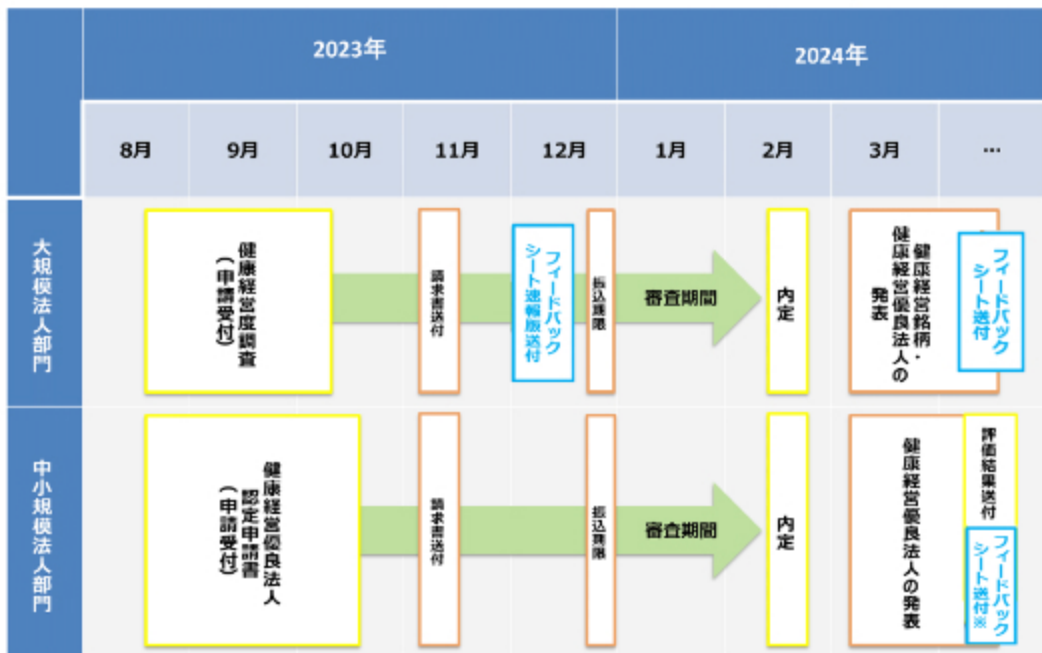 2023年
2024年
8月
9月
10月
11月
12月
1月
2月
3月
…
大規模法人部門
健康経営度調査
（申請受付）
請求書送付
フィードバック
シート速報版送付
振込期限
審査期間
内定
健康経営銘柄・
健康経営優良法人の
発表
フィードバック
シート送付
中小規模法人部門
健康経営優良法人
認定申請書
（申請受付）
請求書送付
振込期限
審査期間
内定
健康経営優良法人の発表
評価結果送付
フィードバック
シート送付※